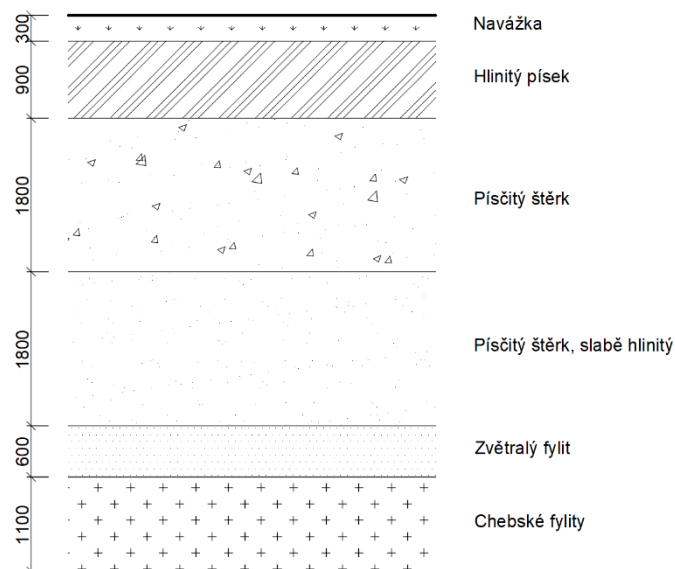 300 Navážka
900 Hlinitý písek
1800 Písčitý štěrk
1800 Písčitý štěrk, slabě hlinitý
600 Zvětralý fylit
1100 Chebské fylity